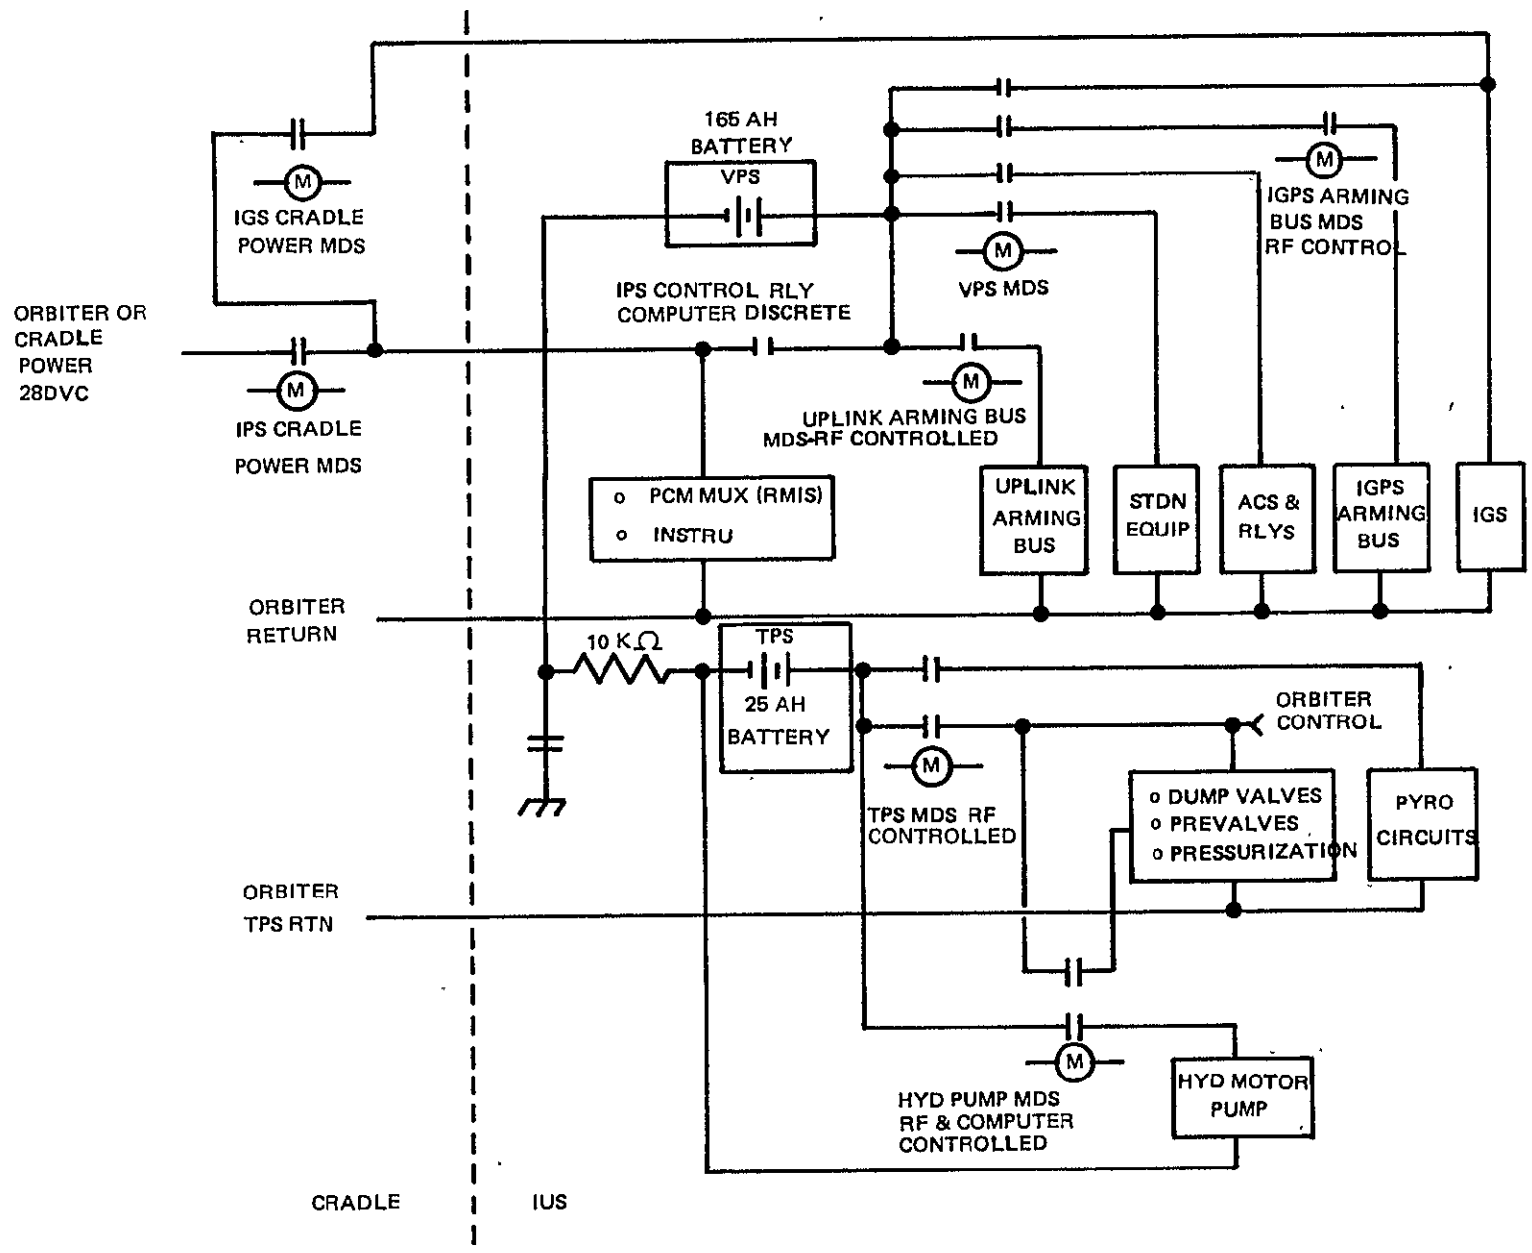 165 AH
BATTERY
VPS
M
IGS CRADLE
POWER MDS
M
IGPS ARMING
BUS MDS
RF CONTROL
M
VPS MDS
IPS CONTROL RLY
COMPUTER DISCRETE
ORBITER OR
CRADLE
POWER
28DVC
M
IPS CRADLE
POWER MDS
M
UPLINK ARMING BUS
MDS-RF CONTROLLED
o PCM MUX (RMIS)
o INSTRU
UPLINK
ARMING
BUS
STDN
EQUIP
ACS &
RLYS
IGPS
ARMING
BUS
IGS
ORBITER
RETURN
10 KΩ
TPS
25 AH
BATTERY
ORBITER
CONTROL
M
TPS MDS RF
CONTROLLED
o DUMP VALVES
o PREVALVES
o PRESSURIZATION
PYRO
CIRCUITS
ORBITER
TPS RTN
M
HYD PUMP MDS
RF & COMPUTER
CONTROLLED
HYD MOTOR
PUMP
CRADLE
IUS